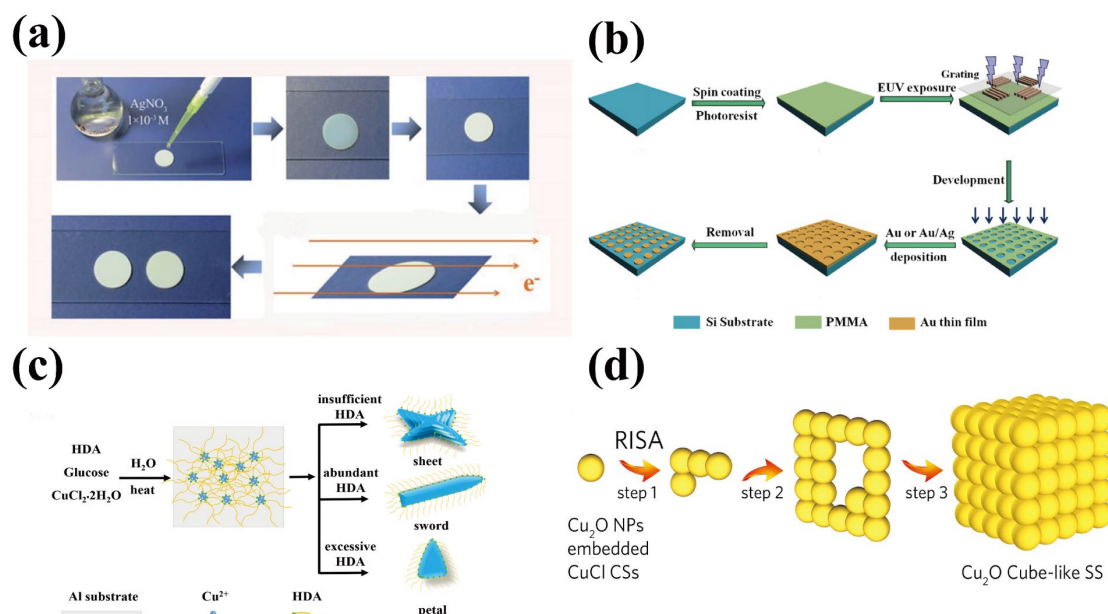 (a)
AgNO3
1×10-3 M
e-
(b)
Spin coating
Photoresist
EUV exposure
Grating
Development
Au or Au/Ag
deposition
Removal
Si Substrate
PMMA
Au thin film
(c)
HDA
Glucose
CuCl2·2H2O
H2O
heat
insufficient
HDA
sheet
abundant
HDA
sword
excessive
HDA
petal
Al substrate
Cu2+
HDA
(d)
RISA
step 1
step 2
step 3
Cu2O NPs
embedded
CuCl CSs
Cu2O Cube-like SS